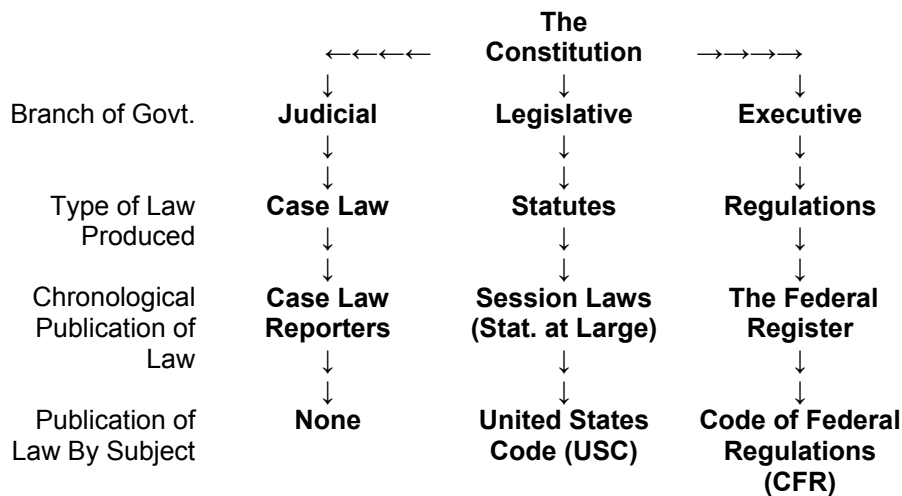 The
Constitution
←←←← →→→→
↓ ↓ ↓
Branch of Govt. Judicial Legislative Executive
↓ ↓ ↓
↓ ↓ ↓
Type of Law Case Law Statutes Regulations
Produced ↓ ↓ ↓
↓ ↓ ↓
Chronological Case Law Session Laws The Federal
Publication of Reporters (Stat. at Large) Register
Law ↓ ↓ ↓
↓ ↓ ↓
Publication of None United States Code of Federal
Law By Subject Code (USC) Regulations
(CFR)